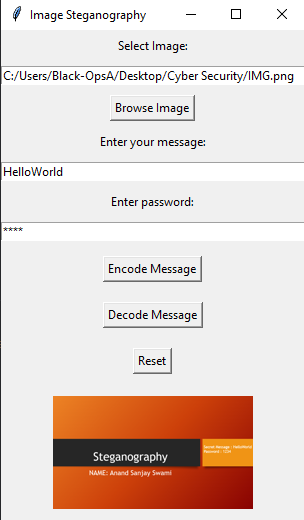 Image Steganography
Select Image:
C:/Users/Black-OpsA/Desktop/Cyber Security/IMG.png
Browse Image
Enter your message:
HelloWorld
Enter password:
****
Encode Message
Decode Message
Reset
Steganography
Secret Message : HelloWorld
Password : 1234
NAME: Anand Sanjay Swami